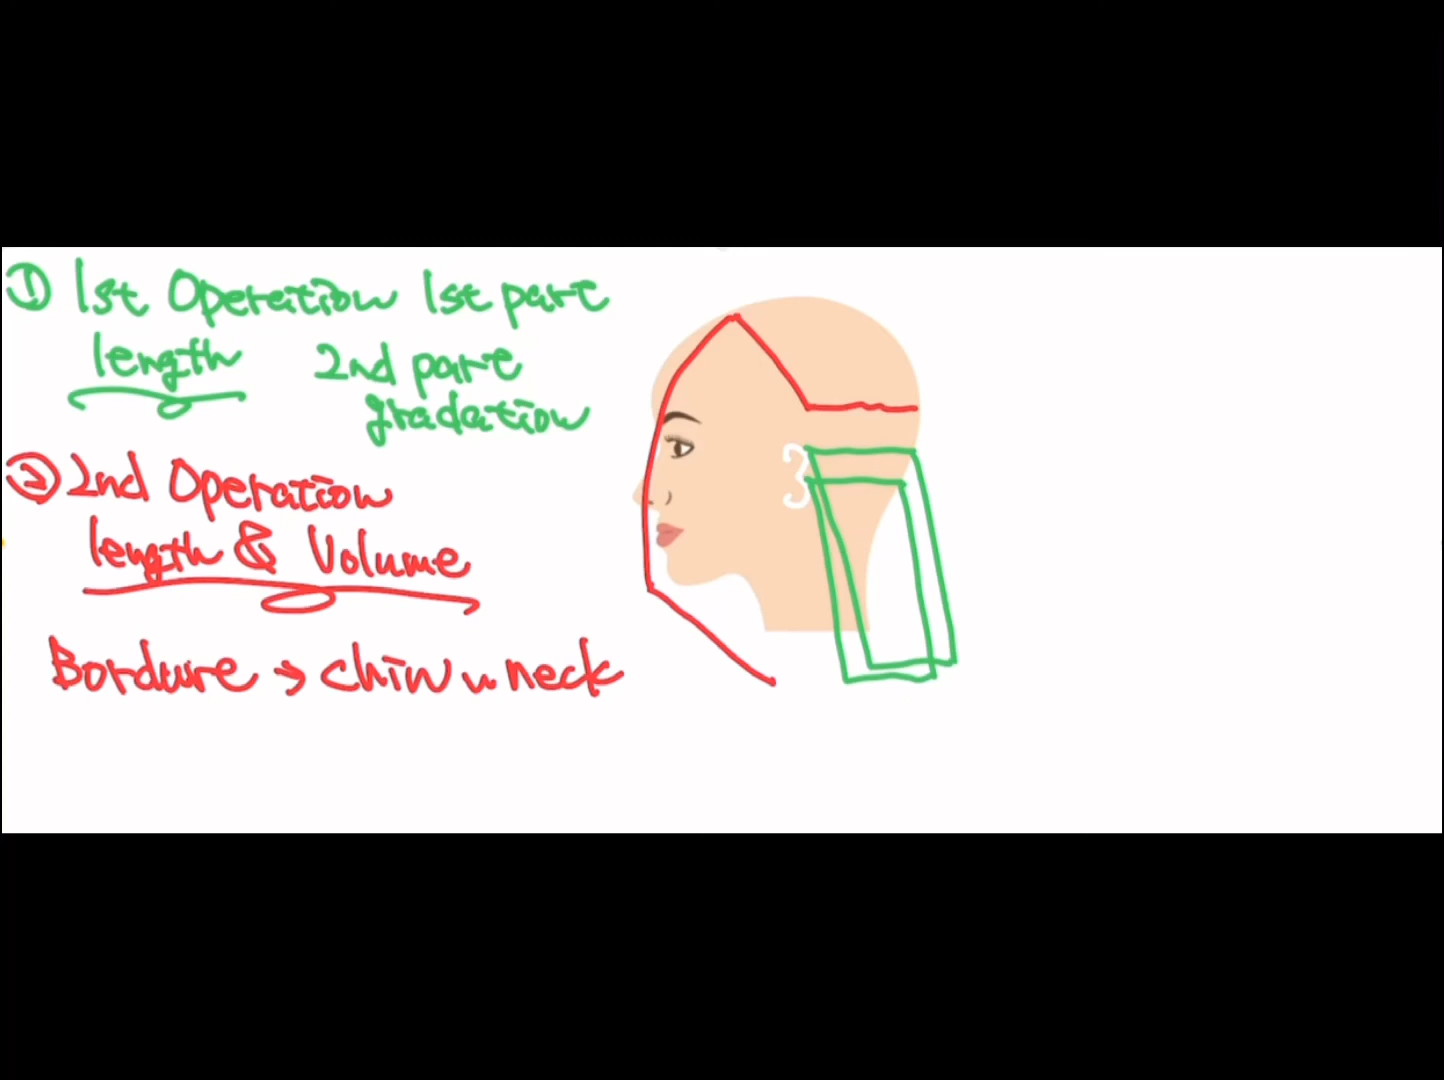 ① 1st Operation 1st part
length 2nd part
gradation
② 2nd Operation
length & Volume
Bordure → chin ~ neck